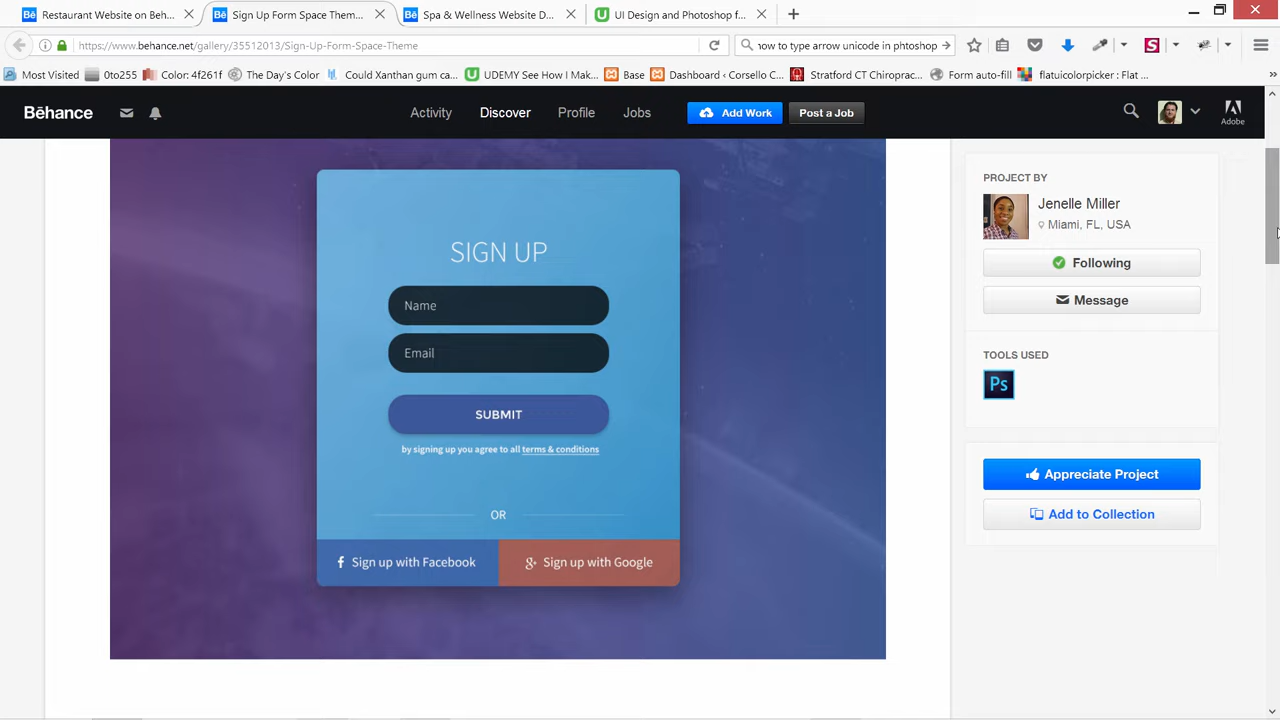 Restaurant Website on Beh...
Sign Up Form Space Them...
Spa & Wellness Website D...
UI Design and Photoshop f...
https://www.behance.net/gallery/35512013/Sign-Up-Form-Space-Theme
how to type arrow unicode in phtoshop
Most Visited
0to255
Color: 4f261f
The Day's Color
Could Xanthan gum ca...
UDEMY See How I Mak...
Base
Dashboard ‹ Corsello C...
Stratford CT Chiroprac...
Form auto-fill
flatuicolorpicker : Flat ...
Bēhance
Activity
Discover
Profile
Jobs
Add Work
Post a Job
Adobe
SIGN UP
Name
Email
SUBMIT
by signing up you agree to all terms & conditions
OR
Sign up with Facebook
Sign up with Google
PROJECT BY
Jenelle Miller
Miami, FL, USA
Following
Message
TOOLS USED
Ps
Appreciate Project
Add to Collection